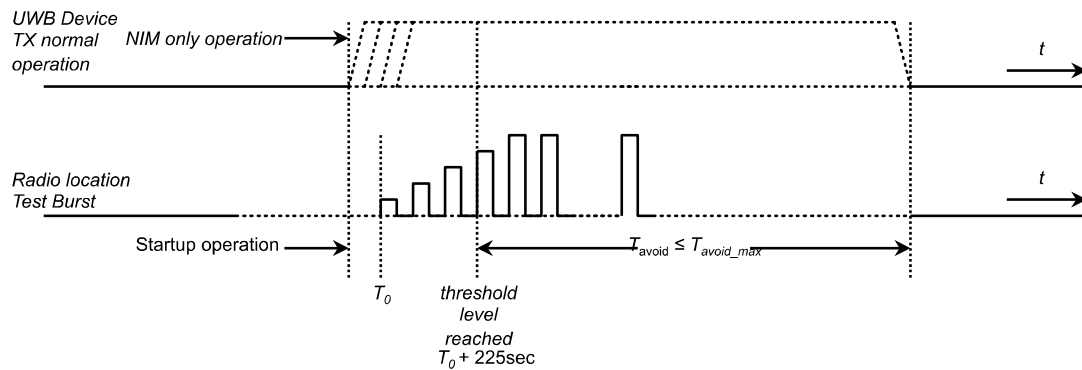 UWB Device
TX normal
operation
NIM only operation
t
Radio location
Test Burst
t
Startup operation
Tavoid ≤ Tavoid_max
T0
threshold
level
reached
T0 + 225sec